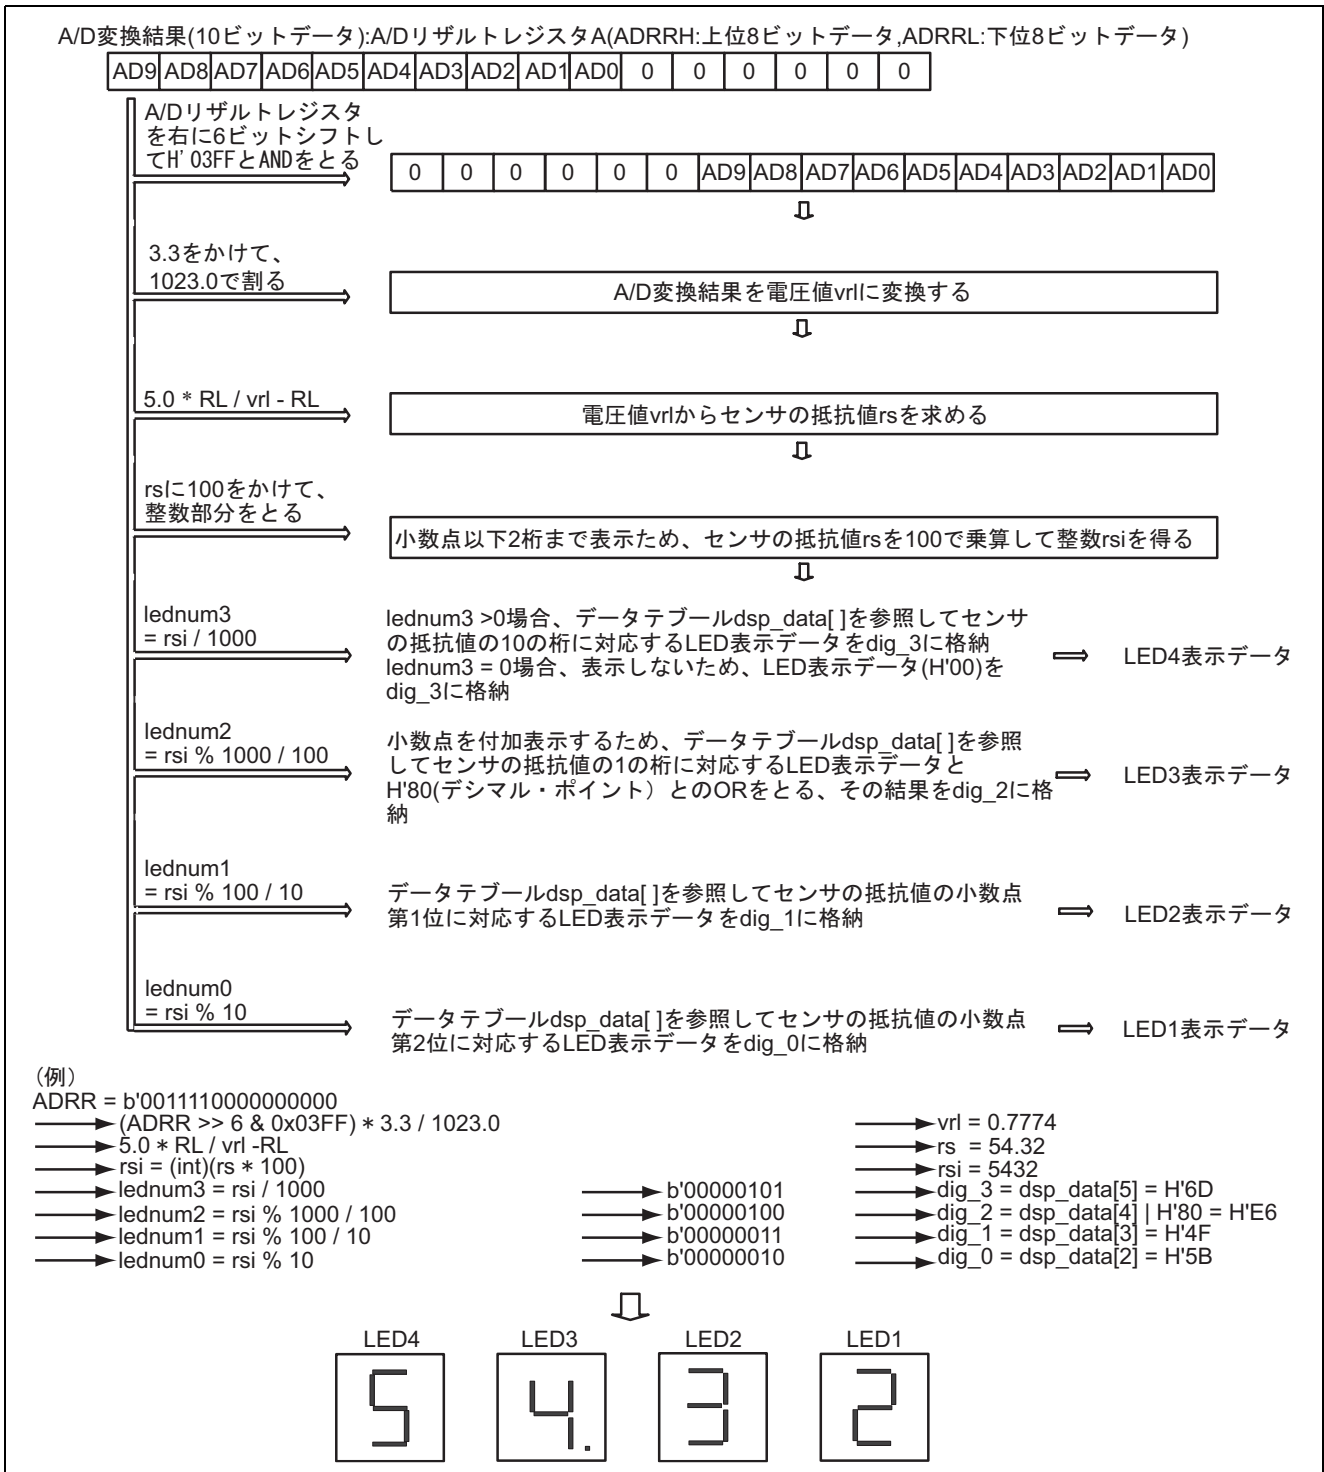 A/D変換結果(10ビットデータ):A/DリザルトレジスタA(ADRRH:上位8ビットデータ,ADRRL:下位8ビットデータ)
AD9 AD8 AD7 AD6 AD5 AD4 AD3 AD2 AD1 AD0 0 0 0 0 0 0
A/Dリザルトレジスタ
を右に6ビットシフトし
てH'03FFとANDをとる
0 0 0 0 0 0 AD9 AD8 AD7 AD6 AD5 AD4 AD3 AD2 AD1 AD0
3.3をかけて、
1023.0で割る
A/D変換結果を電圧値vrlに変換する
5.0 * RL / vrl - RL
電圧値vrlからセンサの抵抗値rsを求める
rsに100をかけて、
整数部分をとる
小数点以下2桁まで表示ため、センサの抵抗値rsを100で乗算して整数rsiを得る
lednum3
= rsi / 1000
lednum3 >0場合、データテブールdsp_data[ ]を参照してセンサ
の抵抗値の10の桁に対応するLED表示データをdig_3に格納
lednum3 = 0場合、表示しないため、LED表示データ(H'00)を
dig_3に格納
LED4表示データ
lednum2
= rsi % 1000 / 100
小数点を付加表示するため、データテブールdsp_data[ ]を参照
してセンサの抵抗値の1の桁に対応するLED表示データと
H'80(デシマル・ポイント）とのORをとる、その結果をdig_2に格
納
LED3表示データ
lednum1
= rsi % 100 / 10
データテブールdsp_data[ ]を参照してセンサの抵抗値の小数点
第1位に対応するLED表示データをdig_1に格納
LED2表示データ
lednum0
= rsi % 10
データテブールdsp_data[ ]を参照してセンサの抵抗値の小数点
第2位に対応するLED表示データをdig_0に格納
LED1表示データ
（例）
ADRR = b'0011110000000000
(ADRR >> 6 & 0x03FF) * 3.3 / 1023.0 vrl = 0.7774
5.0 * RL / vrl -RL rs = 54.32
rsi = (int)(rs * 100) rsi = 5432
lednum3 = rsi / 1000 b'00000101 dig_3 = dsp_data[5] = H'6D
lednum2 = rsi % 1000 / 100 b'00000100 dig_2 = dsp_data[4] | H'80 = H'E6
lednum1 = rsi % 100 / 10 b'00000011 dig_1 = dsp_data[3] = H'4F
lednum0 = rsi % 10 b'00000010 dig_0 = dsp_data[2] = H'5B
LED4 LED3 LED2 LED1
5 4. 3 2